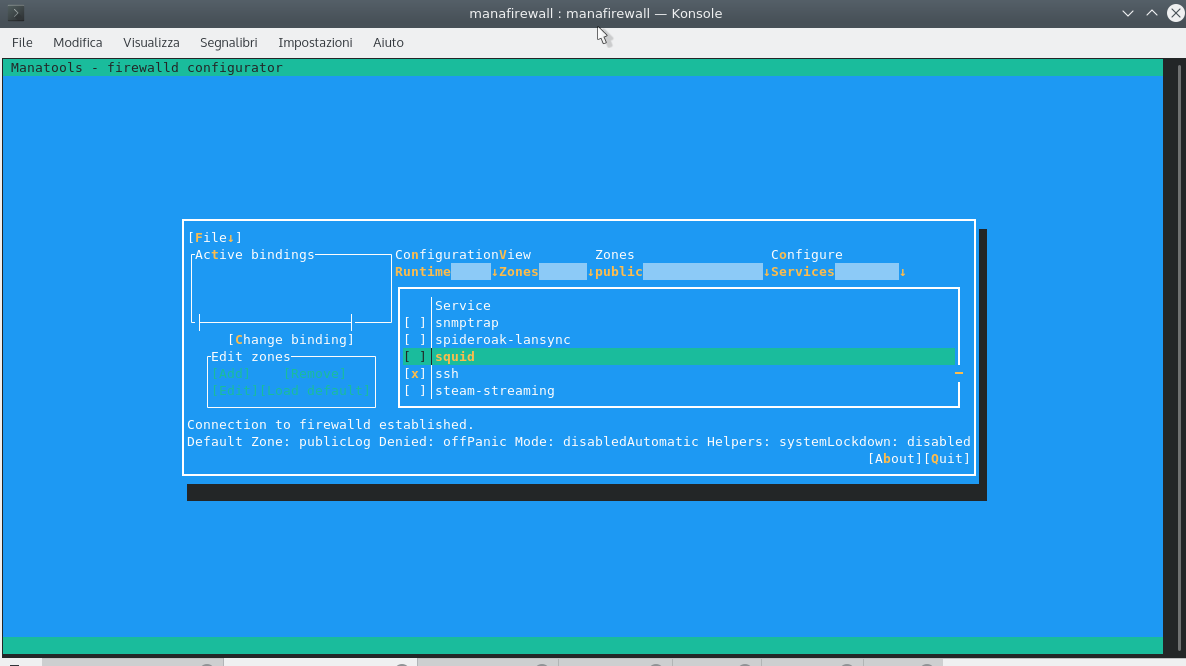 manafirewall : manafirewall — Konsole
File Modifica Visualizza Segnalibri Impostazioni Aiuto
Manatools - firewalld configurator
[File↓]
Active bindings
ConfigurationView Zones Configure
Runtime ↓Zones ↓public ↓Services ↓
Service
[ ] snmptrap
[ ] spideroak-lansync
[ ] squid
[x] ssh
[ ] steam-streaming
[Change binding]
Edit zones
[Add] [Remove]
[Edit][Load default]
Connection to firewalld established.
Default Zone: publicLog Denied: offPanic Mode: disabledAutomatic Helpers: systemLockdown: disabled
[About][Quit]